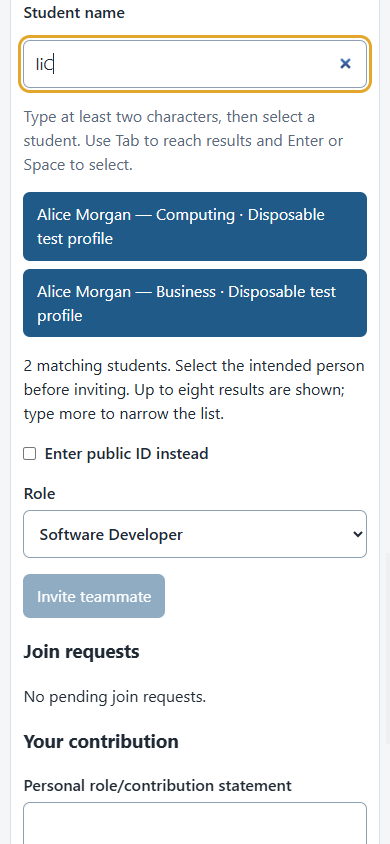 Student name
liC
Type at least two characters, then select a
student. Use Tab to reach results and Enter or
Space to select.
Alice Morgan — Computing · Disposable
test profile
Alice Morgan — Business · Disposable test
profile
2 matching students. Select the intended person
before inviting. Up to eight results are shown;
type more to narrow the list.
Enter public ID instead
Role
Software Developer
Invite teammate
Join requests
No pending join requests.
Your contribution
Personal role/contribution statement